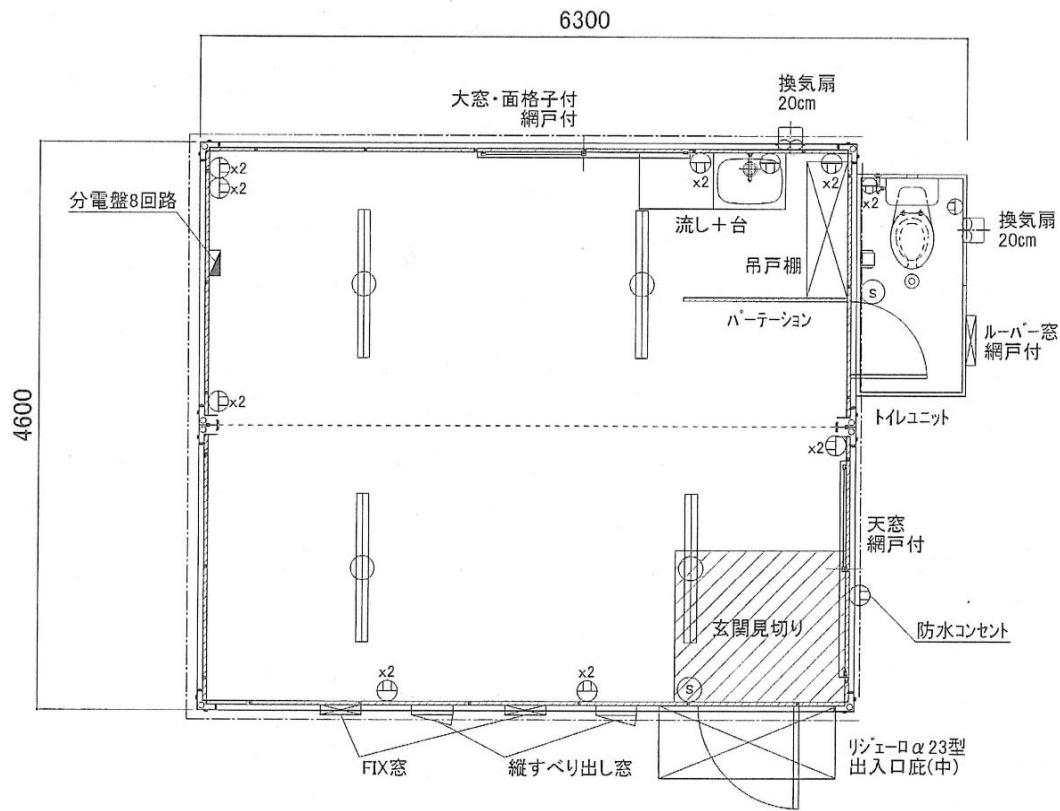 6300
換気扇
20cm
大窓・面格子付
網戸付
x2
x2
x2
x2
x2
分電盤8回路
流し+台
換気扇
20cm
吊戸棚
S
パーテーション
ルーバー窓
網戸付
x2
4600
トイレユニット
x2
天窓
網戸付
玄関見切り
防水コンセント
x2
x2
S
FIX窓
縦すべり出し窓
リジェーロα23型
出入口庇(中)